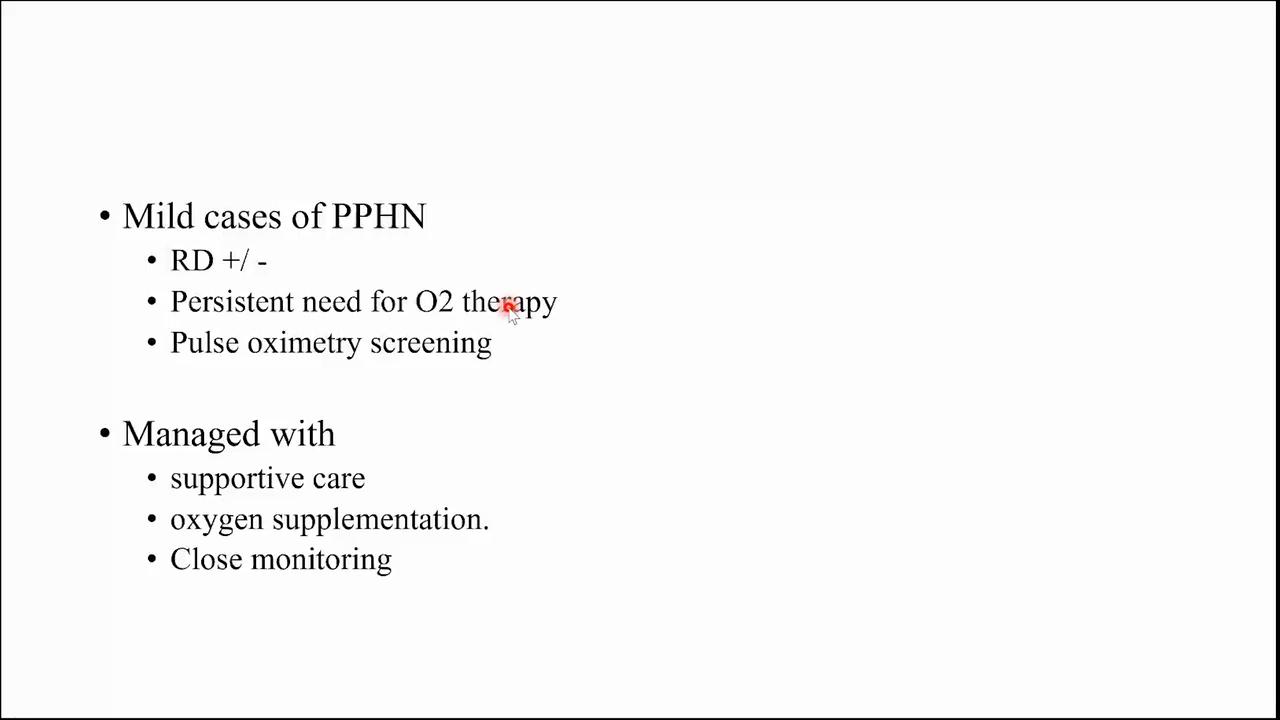 • Mild cases of PPHN
• RD +/ -
• Persistent need for O2 therapy
• Pulse oximetry screening
• Managed with
• supportive care
• oxygen supplementation.
• Close monitoring